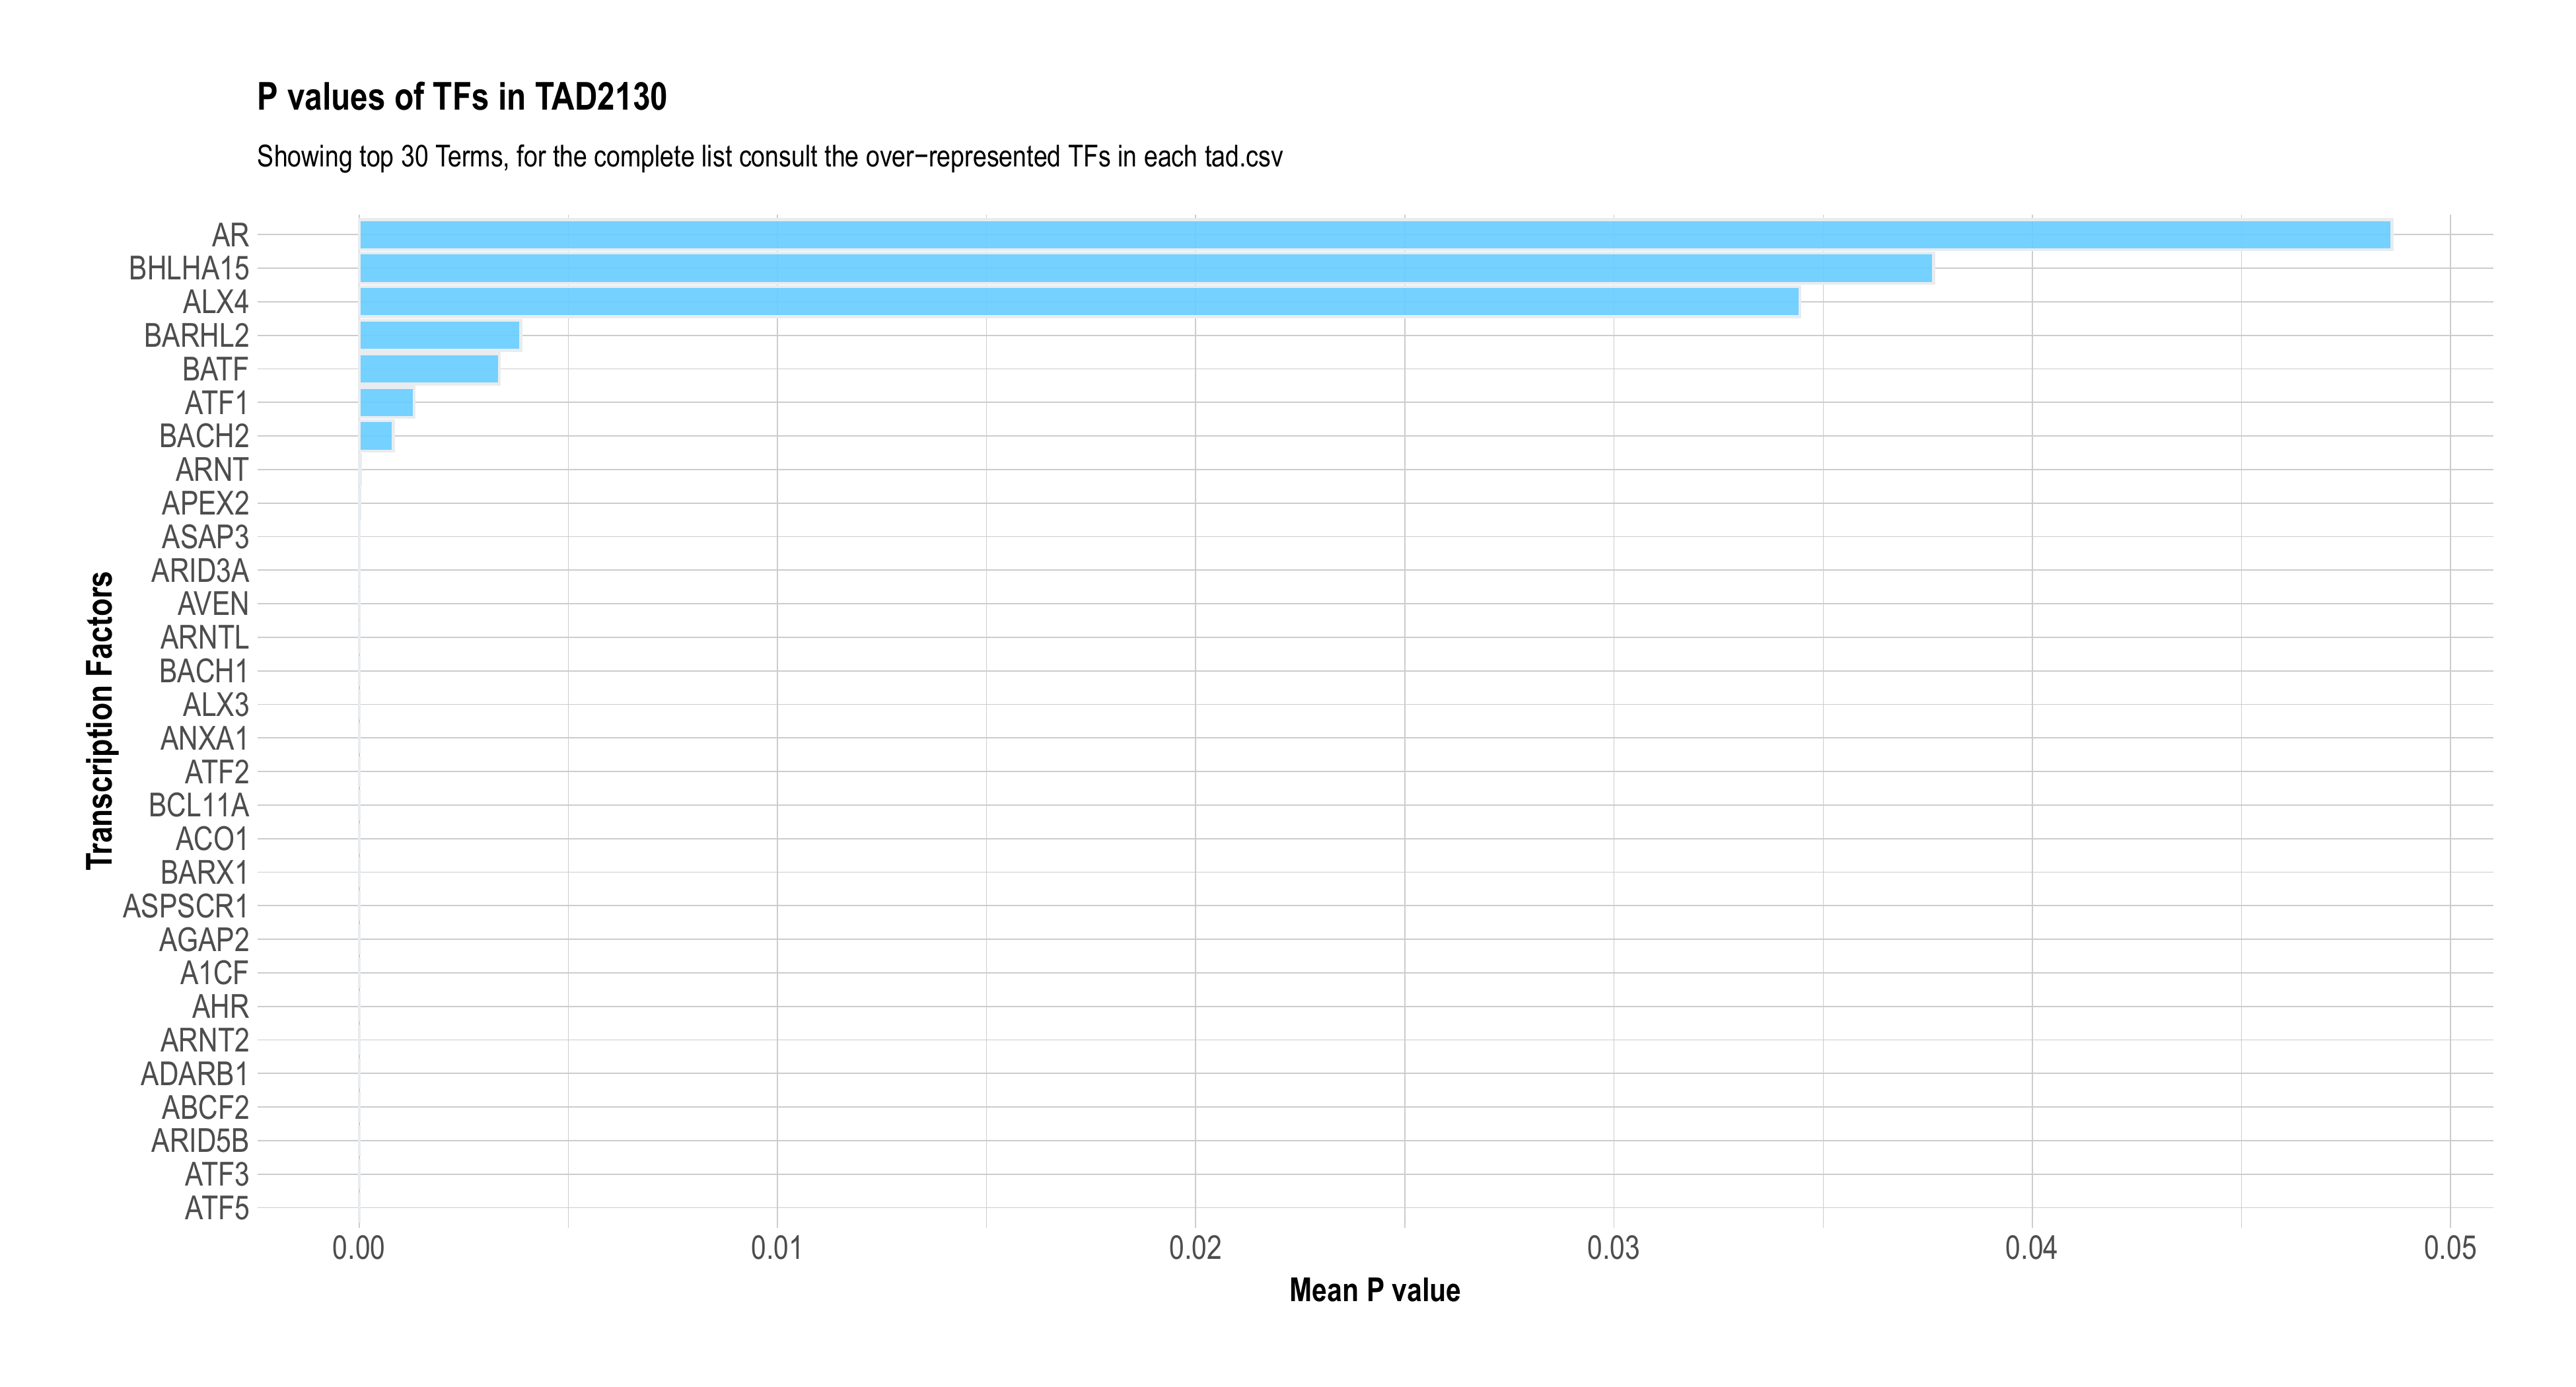 P values of TFs in TAD2130
Showing top 30 Terms, for the complete list consult the over−represented TFs in each tad.csv
Transcription Factors
AR
BHLHA15
ALX4
BARHL2
BATF
ATF1
BACH2
ARNT
APEX2
ASAP3
ARID3A
AVEN
ARNTL
BACH1
ALX3
ANXA1
ATF2
BCL11A
ACO1
BARX1
ASPSCR1
AGAP2
A1CF
AHR
ARNT2
ADARB1
ABCF2
ARID5B
ATF3
ATF5
0.00 0.01 0.02 0.03 0.04 0.05
Mean P value